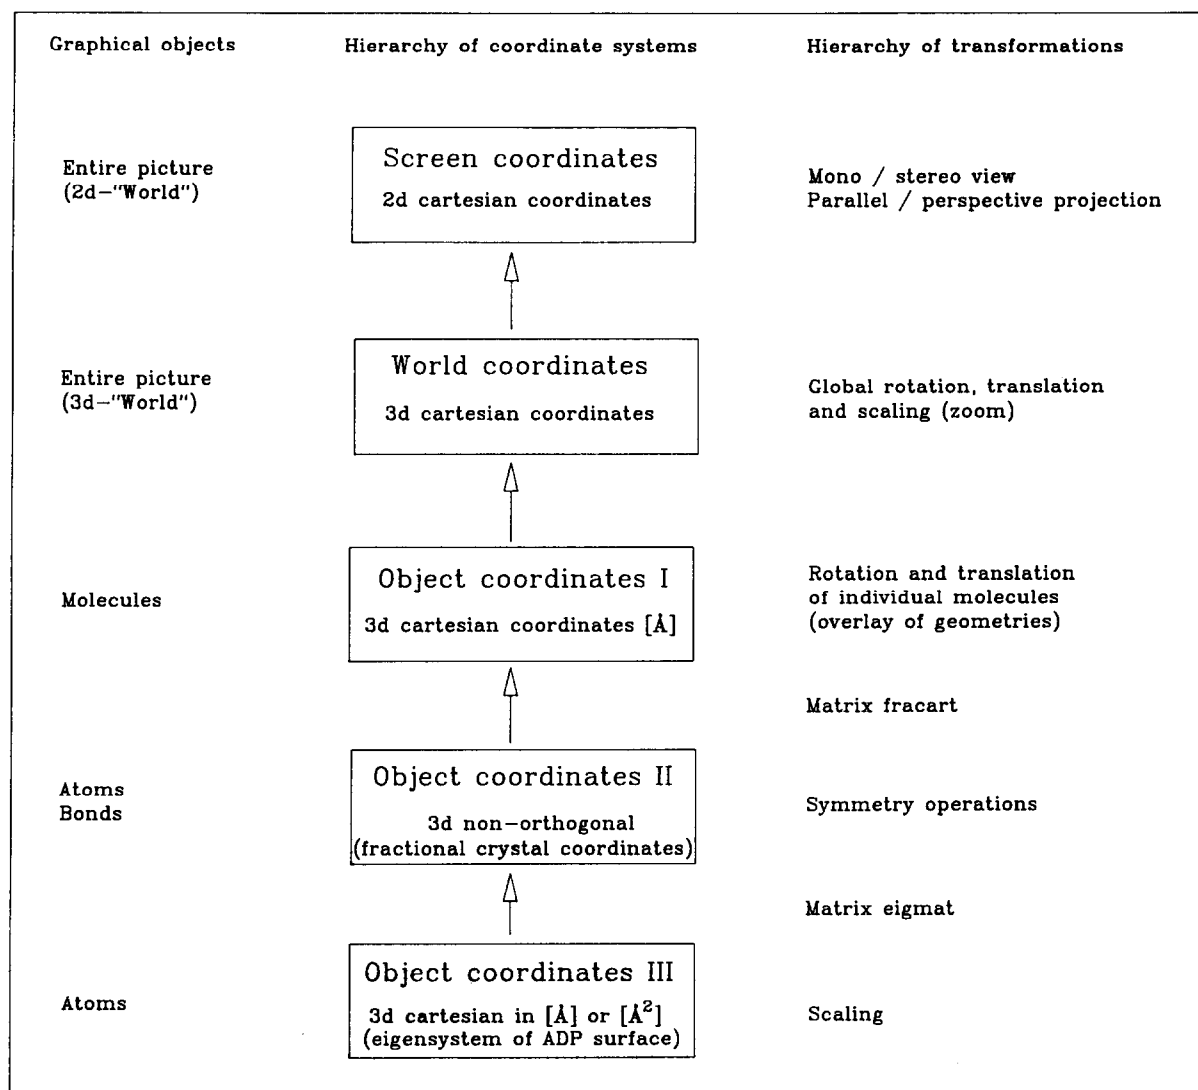 Graphical objects
Hierarchy of coordinate systems
Hierarchy of transformations
Entire picture
(2d-"World")
Screen coordinates
2d cartesian coordinates
Mono / stereo view
Parallel / perspective projection
Entire picture
(3d-"World")
World coordinates
3d cartesian coordinates
Global rotation, translation
and scaling (zoom)
Molecules
Object coordinates I
3d cartesian coordinates [Å]
Rotation and translation
of individual molecules
(overlay of geometries)
Matrix fracart
Atoms
Bonds
Object coordinates II
3d non-orthogonal
(fractional crystal coordinates)
Symmetry operations
Matrix eigmat
Atoms
Object coordinates III
3d cartesian in [Å] or [Å²]
(eigensystem of ADP surface)
Scaling